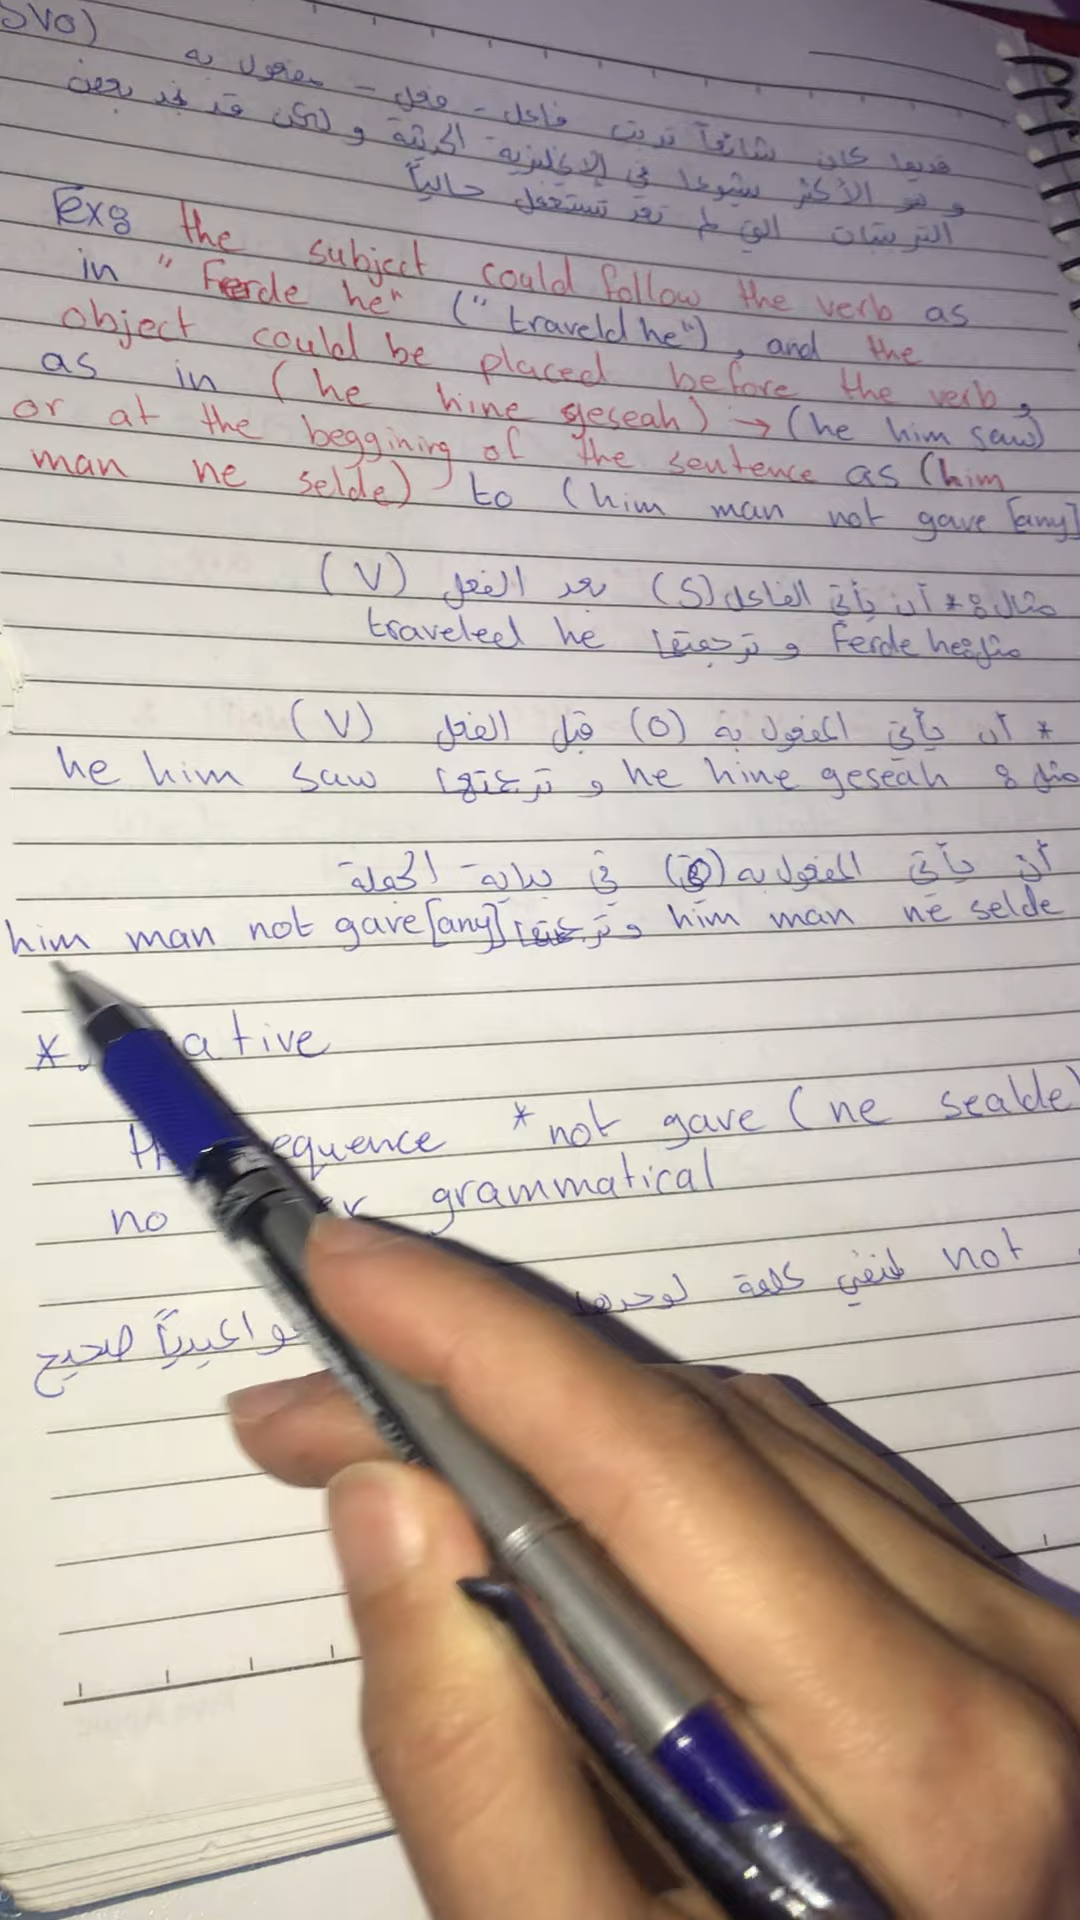 SVO)
قديما كان شائعاً ترتيب فاعل - فعل - مفعول به
و هو الأكثر شيوعا في الإنجليزية الحديثة و لكن قد نجد بعض
الترتيبات التي لم تعد تستعمل حالياً
Ex: the subject could follow the verb as
in "Ferde he" ("traveld he"), and the
object could be placed before the verb,
as in (he hine geseah) → (he him saw)
or at the beggining of the sentence as (him
man ne selde) to (him man not gave [any]
مثال: * أن يأتي الفاعل (S) بعد الفعل (V)
مثل: Ferde he و ترجمتها traveled he
* أن يأتي المفعول به (O) قبل الفعل (V)
مثل: he hine geseah و ترجمتها he him saw
أن يأتي المفعول به (O) في بداية الجملة
him man ne selde و ترجمتها him man not gave [any]
* ative
equence *not gave (ne sealde)
no er grammatical
not لنفي كلمة لوحدها
صحيح